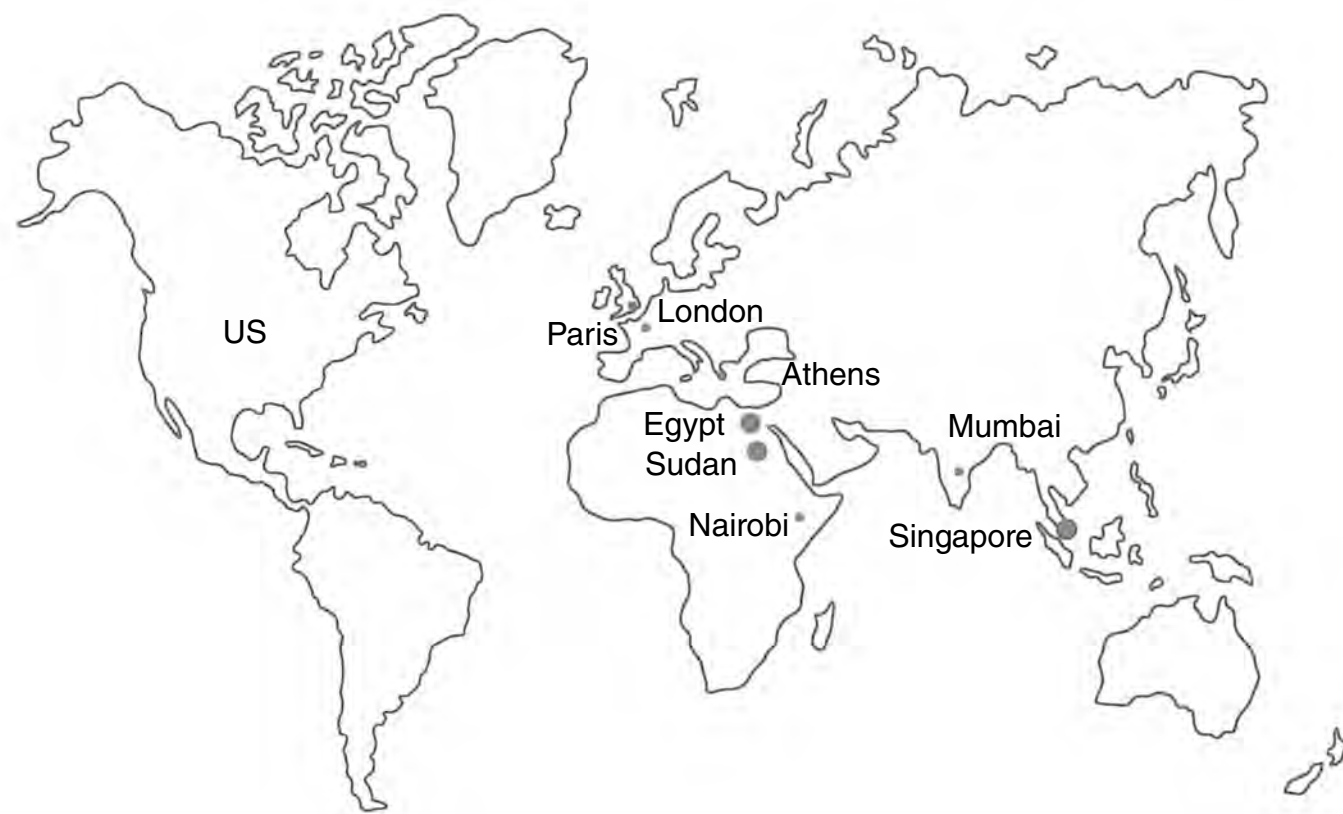 US
London
Paris
Athens
Egypt
Mumbai
Sudan
Nairobi
Singapore